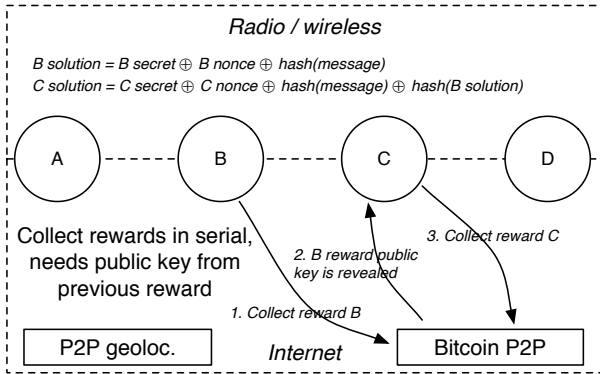 Radio / wireless
B solution = B secret ⊕ B nonce ⊕ hash(message)
C solution = C secret ⊕ C nonce ⊕ hash(message) ⊕ hash(B solution)
A
B
C
D
Collect rewards in serial,
needs public key from
previous reward
2. B reward public
key is revealed
3. Collect reward C
1. Collect reward B
P2P geoloc.
Internet
Bitcoin P2P